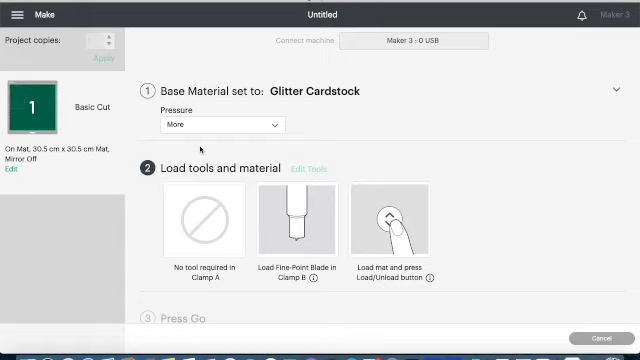 Make
Untitled
Maker 3
Project copies:
1
Apply
Connect machine
Maker 3 : 0 USB
1
Basic Cut
On Mat, 30.5 cm x 30.5 cm Mat,
Mirror Off
Edit
1 Base Material set to: Glitter Cardstock
Pressure
More
2 Load tools and material Edit Tools
No tool required in
Clamp A
Load Fine-Point Blade in
Clamp B
Load mat and press
Load/Unload button
3 Press Go
Cancel